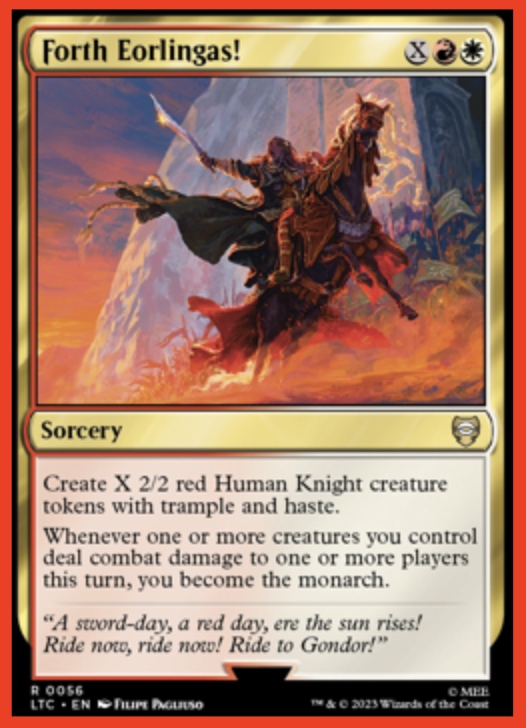 Forth Eorlingas! X
Sorcery
Create X 2/2 red Human Knight creature
tokens with trample and haste.
Whenever one or more creatures you control
deal combat damage to one or more players
this turn, you become the monarch.
“A sword-day, a red day, ere the sun rises!
Ride now, ride now! Ride to Gondor!”
R 0056 © MEE
LTC • EN Filipe Pagliuso ™ & © 2023 Wizards of the Coast